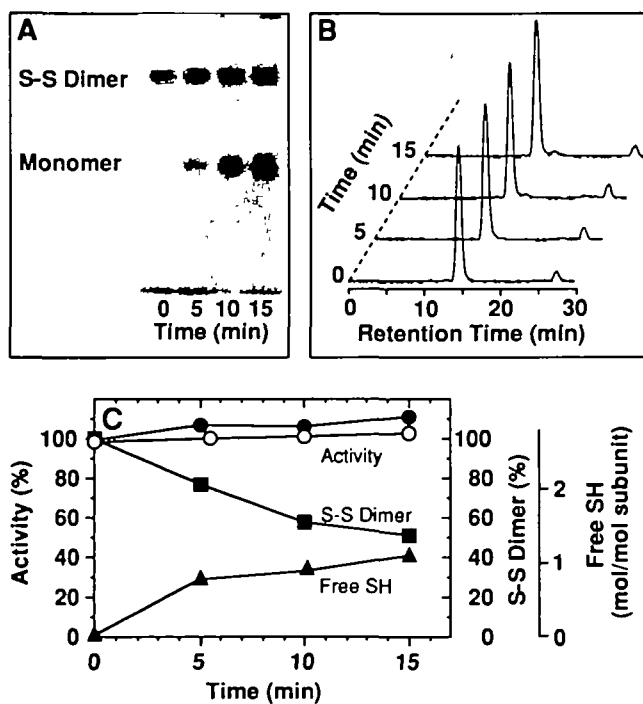 A
S-S Dimer
Monomer
0 5 10 15
Time (min)
B
Time (min)
15
10
5
0
0 10 20 30
Retention Time (min)
C
100
80
60
40
20
0
Activity (%)
Activity
S-S Dimer
Free SH
0 5 10 15
Time (min)
100
80
60
40
20
0
S-S Dimer (%)
2
1
0
Free SH
(mol/mol subunit)